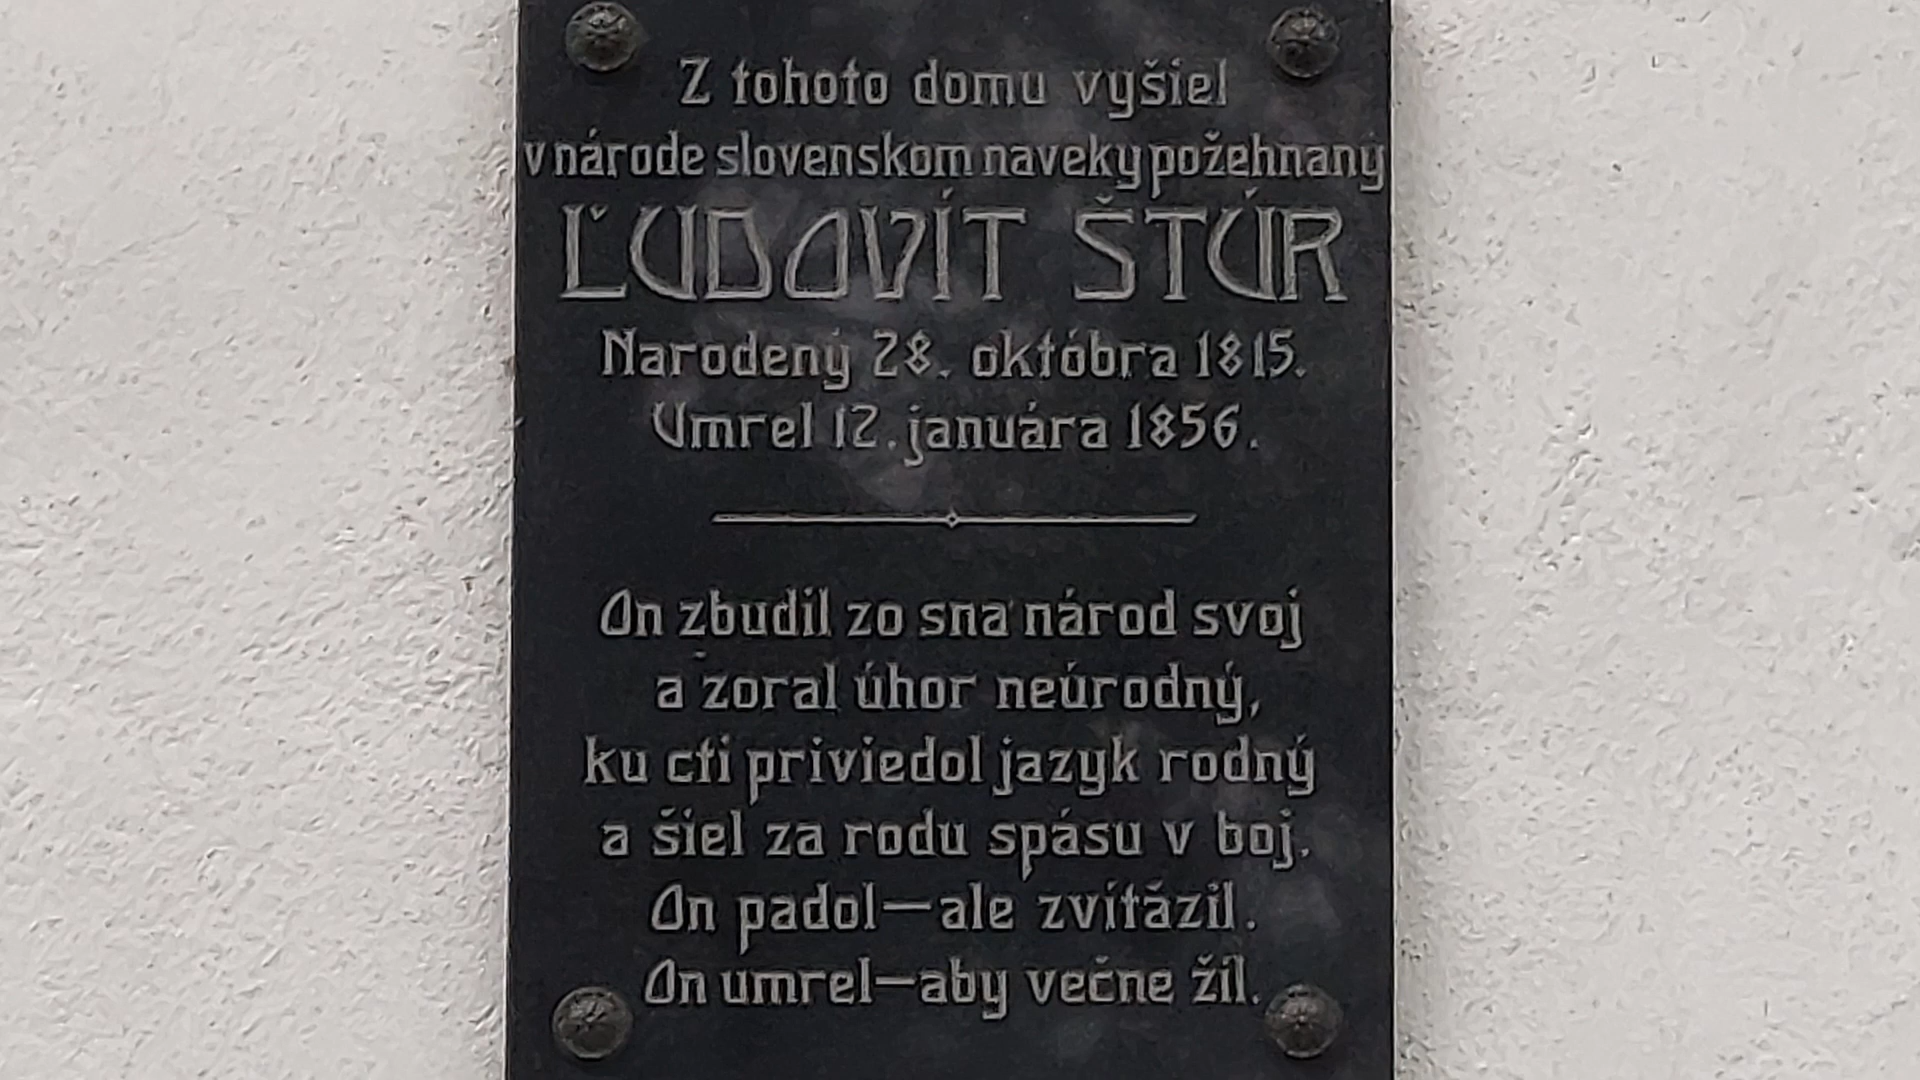 Z tohoto domu vyšiel
v národe slovenskom naveky požehnaný
ĽUDOVÍT ŠTÚR
Narodený 28. októbra 1815.
Umrel 12. januára 1856.
On zbudil zo sna národ svoj
a zoral úhor neúrodný,
ku cti priviedol jazyk rodný
a šiel za rodu spásu v boj.
On padol—ale zvíťäzil.
On umrel—aby večne žil.